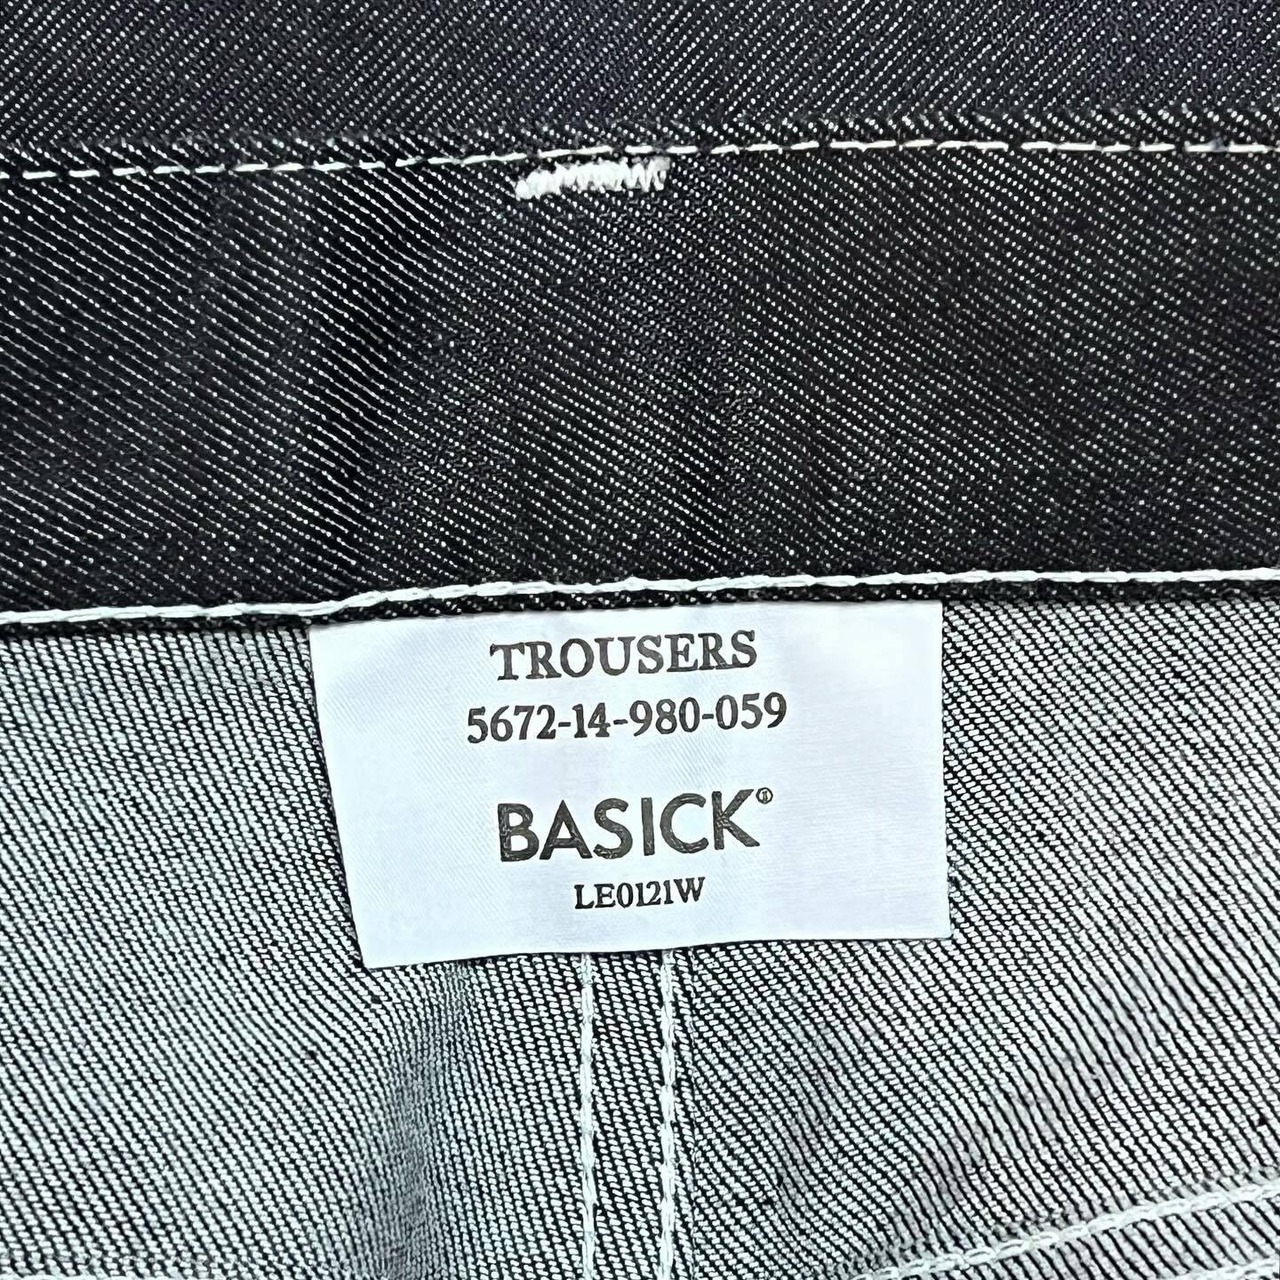 TROUSERS
5672-14-980-059
BASICK®
LE0121W